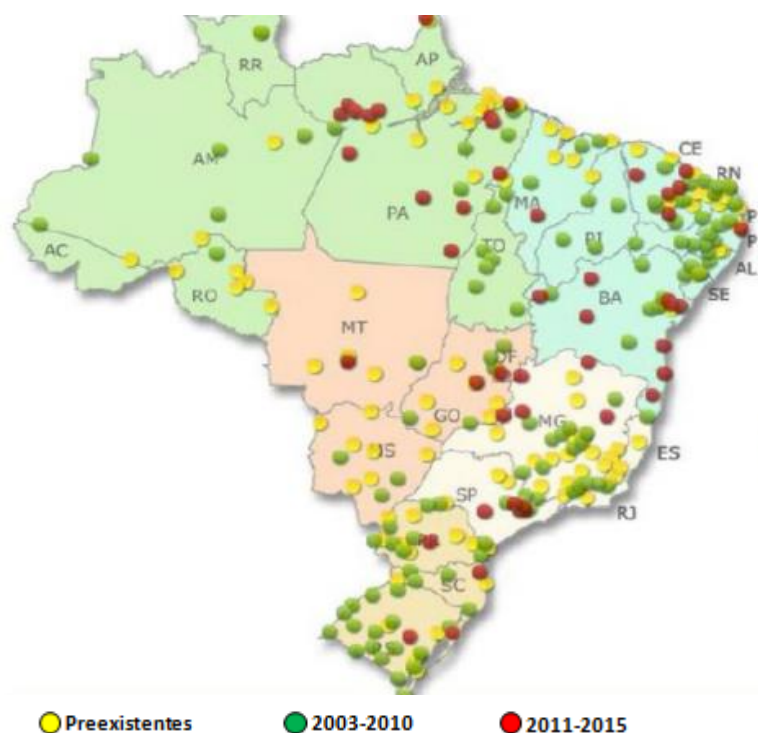 RR
AP
AM
PA
MA
CE
RN
P
P
AL
SE
PI
AC
RO
TO
BA
MT
DF
GO
MG
ES
MS
SP
RJ
PR
SC
Preexistentes
2003-2010
2011-2015